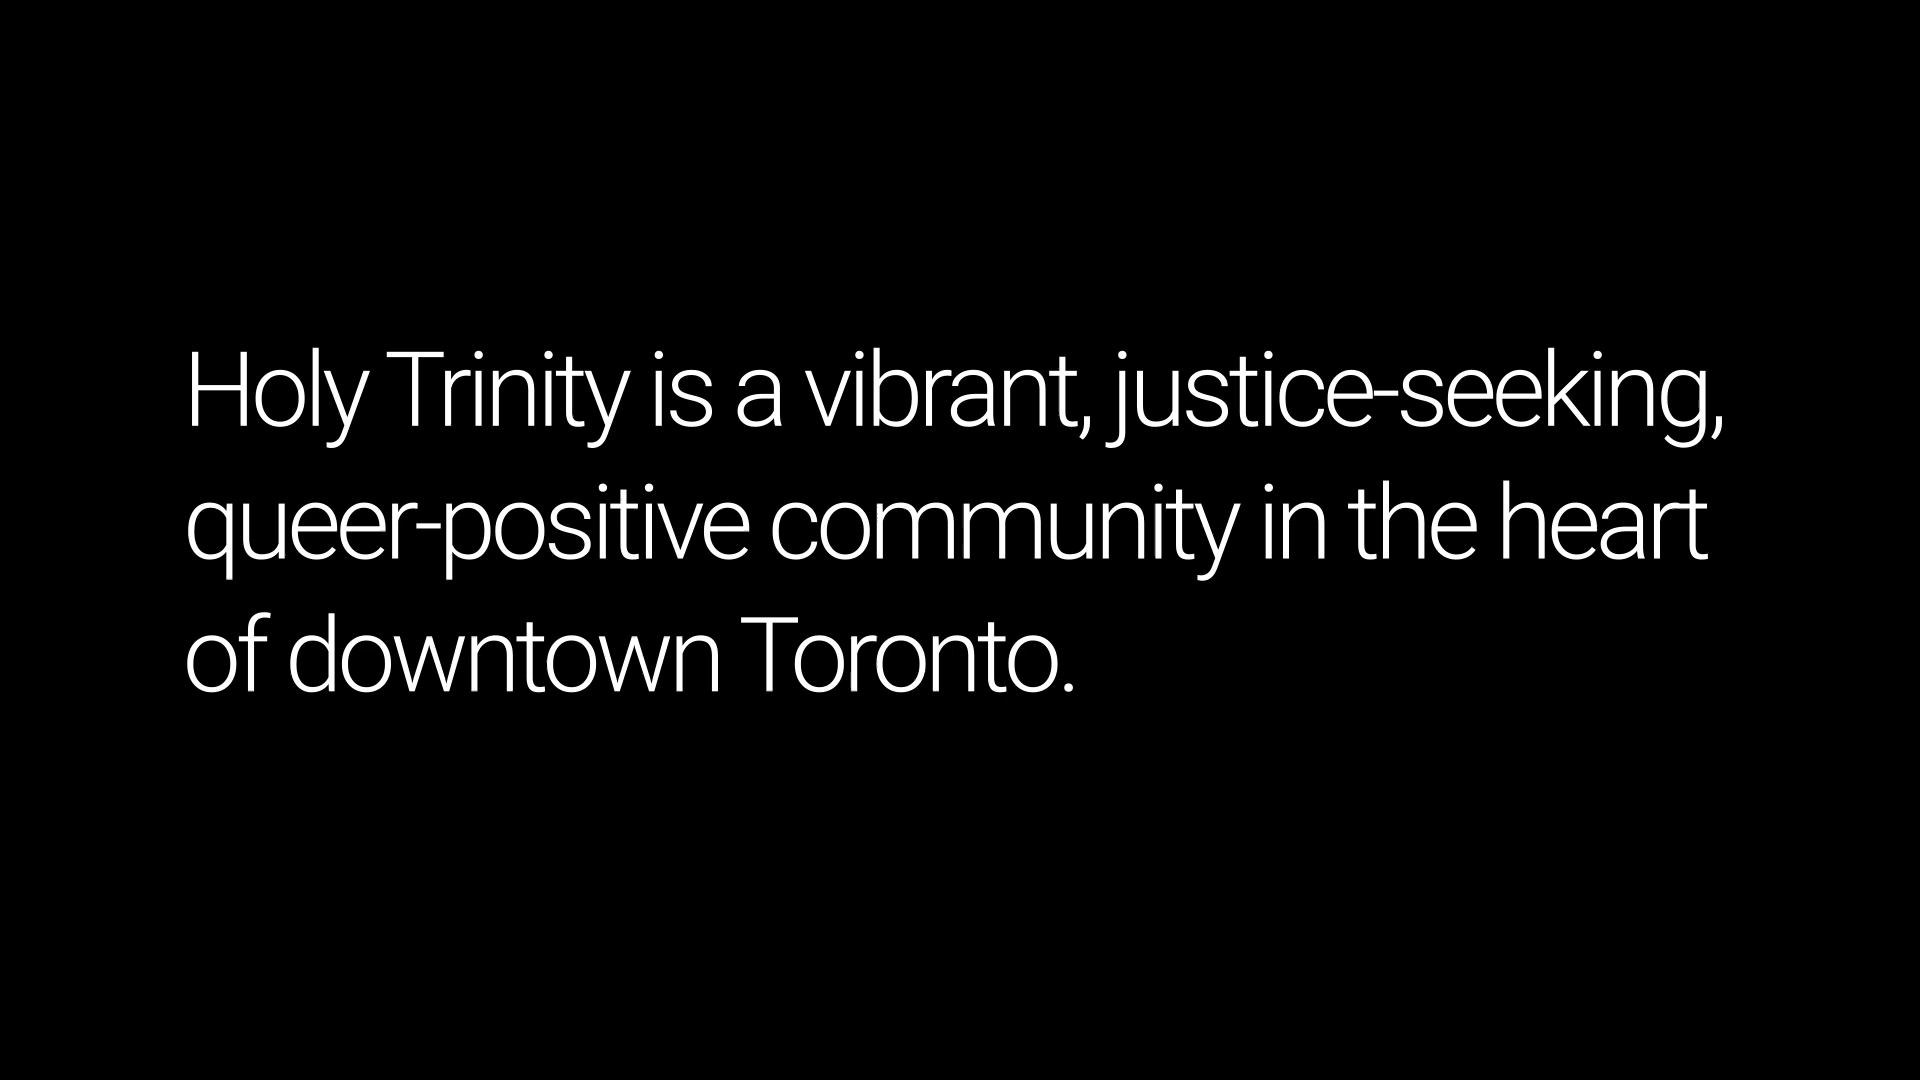 Holy Trinity is a vibrant, justice-seeking,
queer-positive community in the heart
of downtown Toronto.